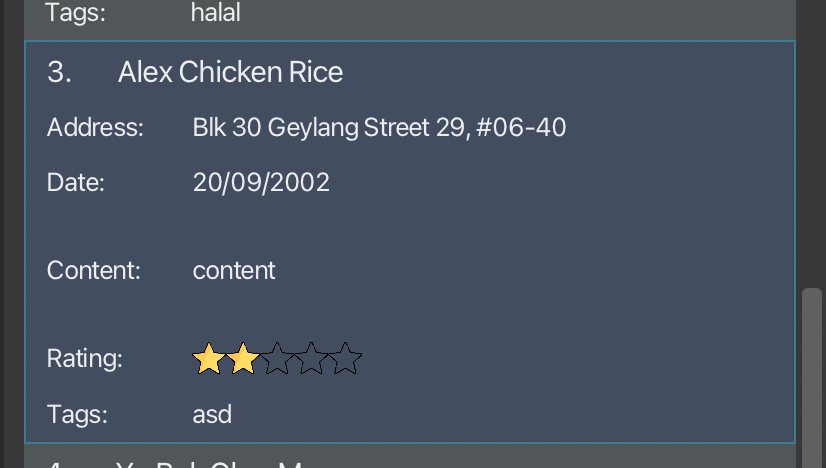 Tags: halal
3. Alex Chicken Rice
Address: Blk 30 Geylang Street 29, #06-40
Date: 20/09/2002
Content: content
Rating:
Tags: asd